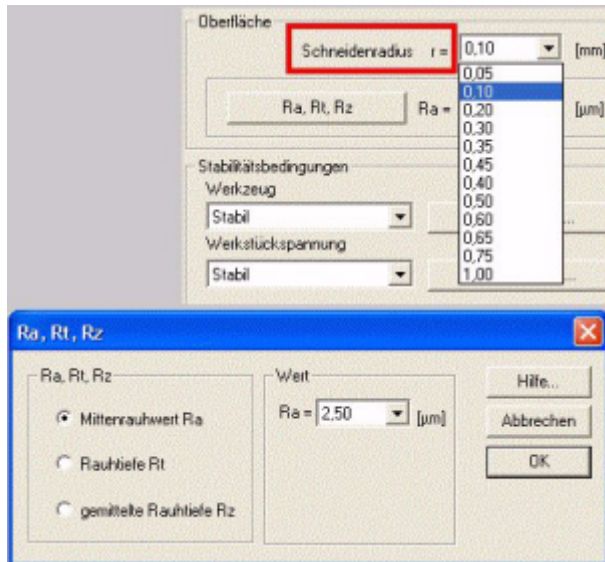 Oberfläche
Schneidenradius r = 0,10 [mm]
0,05
0,10
0,20
0,30
0,35
0,45
0,40
0,50
0,60
0,65
0,75
1,00
Ra, Rt, Rz Ra = [µm]
Stabilitätsbedingungen
Werkzeug
Stabil ...
Werkstückspannung
Stabil ...
Ra, Rt, Rz
Ra, Rt, Rz
Mittenrauhwert Ra
Rauhtiefe Rt
gemittelte Rauhtiefe Rz
Wert
Ra = 2,50 [µm]
Hilfe...
Abbrechen
OK